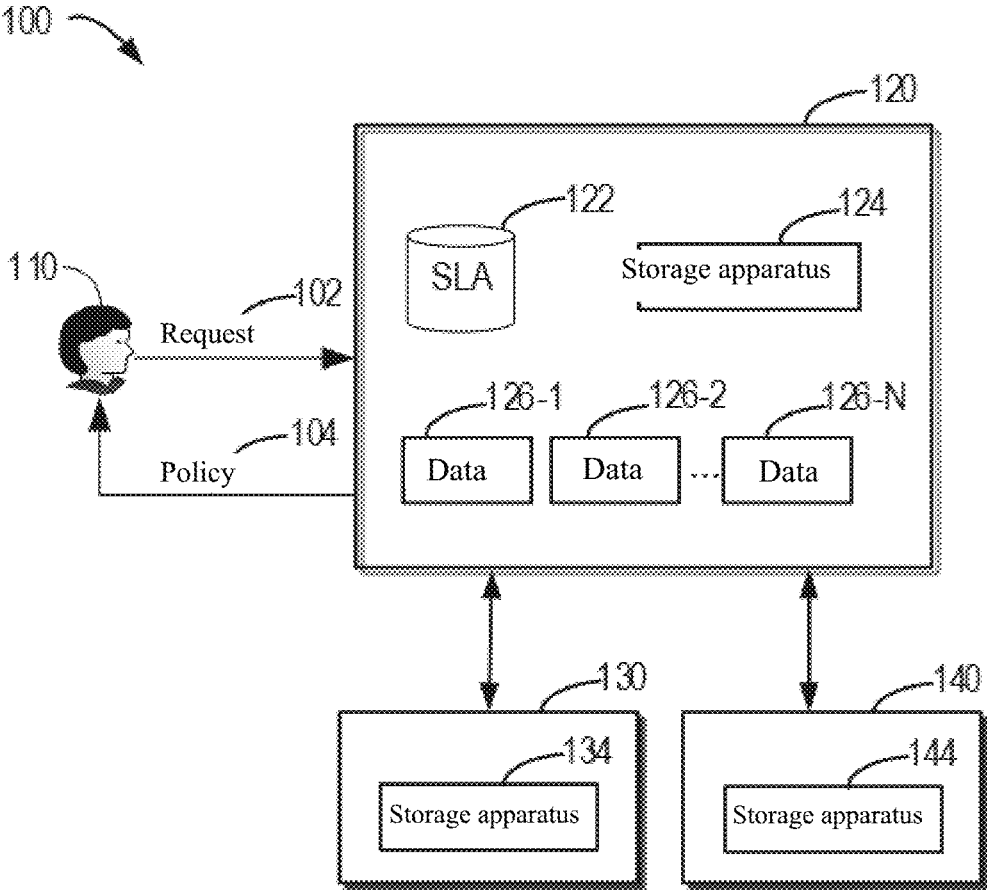 100
120
122
124
SLA
Storage apparatus
110
102
Request
126-1
126-2
126-N
104
Policy
Data
Data
....
Data
130
140
134
144
Storage apparatus
Storage apparatus